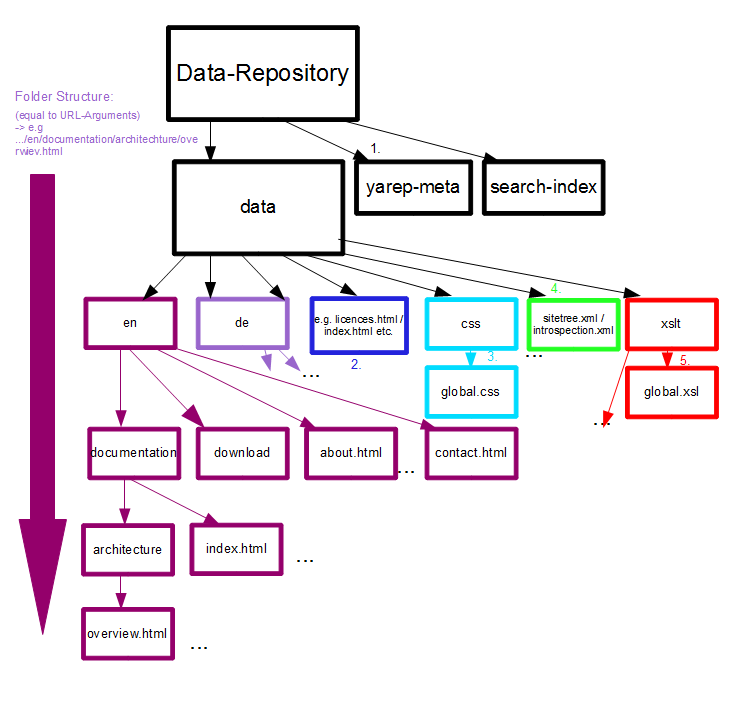 Data-Repository
Folder Structure:
(equal to URL-Arguments)
-> e.g
.../en/documentation/architechture/ove
rwiev.html
1.
yarep-meta
search-index
data
4.
en
de
e.g. licences.html /
index.html etc.
css
sitetree.xml /
introspection.xml
xslt
...
2.
3.
...
5.
global.css
global.xsl
...
documentation
download
about.html
...
contact.html
architecture
index.html
...
overview.html
...